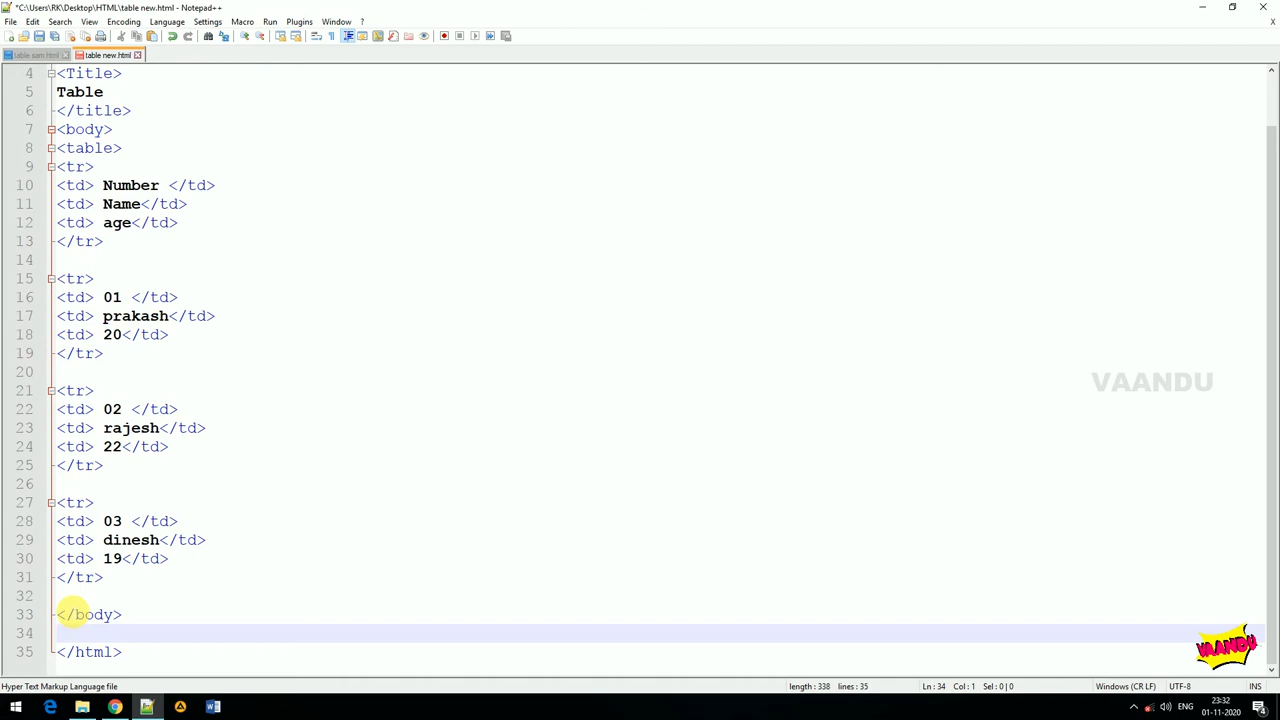 *C:\Users\RK\Desktop\HTML\table new.html - Notepad++
File Edit Search View Encoding Language Settings Macro Run Plugins Window ?
table sam.html table new.html
4 <Title>
5 Table
6 </title>
7 <body>
8 <table>
9 <tr>
10 <td> Number </td>
11 <td> Name</td>
12 <td> age</td>
13 </tr>
14
15 <tr>
16 <td> 01 </td>
17 <td> prakash</td>
18 <td> 20</td>
19 </tr>
20
21 <tr>
22 <td> 02 </td>
23 <td> rajesh</td>
24 <td> 22</td>
25 </tr>
26
27 <tr>
28 <td> 03 </td>
29 <td> dinesh</td>
30 <td> 19</td>
31 </tr>
32
33 </body>
34
35 </html>
VAANDU
VAANDU
Hyper Text Markup Language file length : 338 lines : 35 Ln : 34 Col : 1 Sel : 0 | 0 Windows (CR LF) UTF-8 INS
ENG 23:32
01-11-2020 4